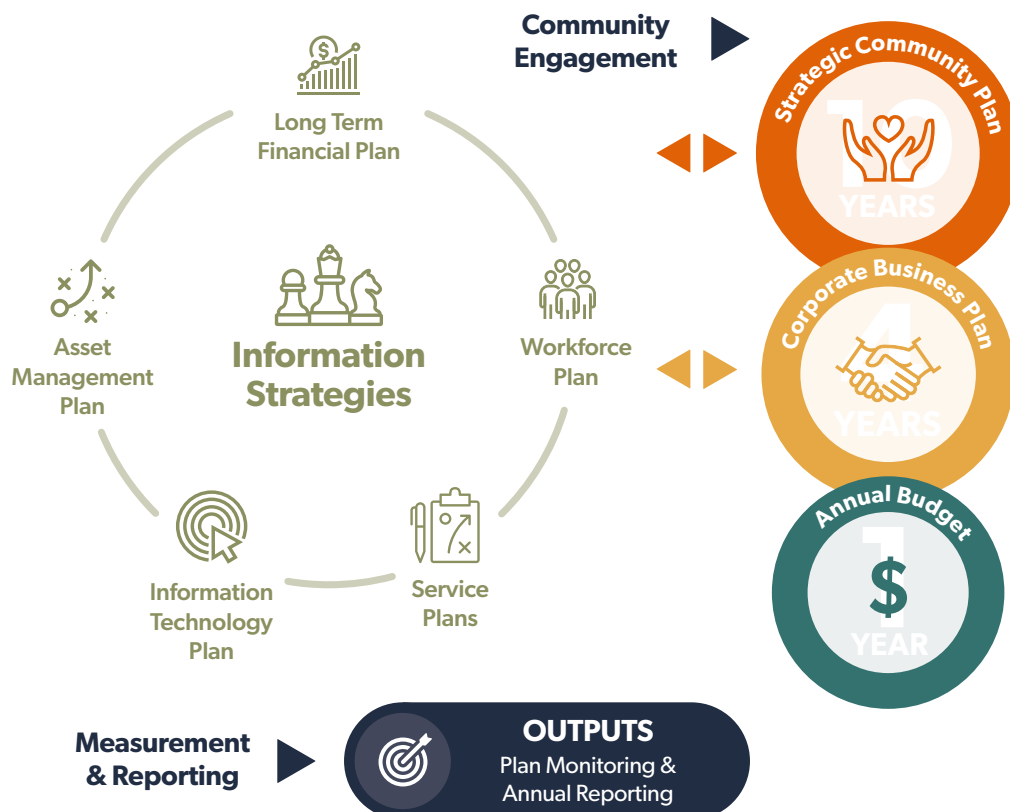 Community
Engagement
Strategic Community Plan
10
YEARS
$
Long Term
Financial Plan
Asset
Management
Plan
Information
Strategies
Workforce
Plan
Corporate Business Plan
4
YEARS
Information
Technology
Plan
Service
Plans
Annual Budget
1
$
YEAR
Measurement
& Reporting
OUTPUTS
Plan Monitoring &
Annual Reporting